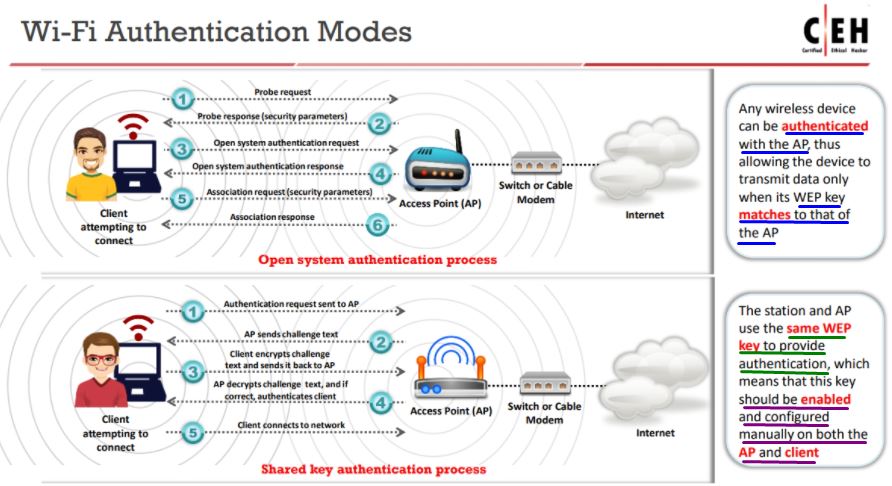 Wi-Fi Authentication Modes
CEH
Certified Ethical Hacker
1
Probe request
Probe response (security parameters)
2
3
Open system authentication request
Open system authentication response
4
5
Association request (security parameters)
Association response
6
Client
attempting to
connect
Access Point (AP)
Switch or Cable
Modem
Internet
Open system authentication process
Any wireless device
can be authenticated
with the AP, thus
allowing the device to
transmit data only
when its WEP key
matches to that of
the AP
1
Authentication request sent to AP
AP sends challenge text
2
3
Client encrypts challenge
text and sends it back to AP
AP decrypts challenge text, and if
correct, authenticates client
4
5
Client connects to network
Client
attempting to
connect
Access Point (AP)
Switch or Cable
Modem
Internet
Shared key authentication process
The station and AP
use the same WEP
key to provide
authentication, which
means that this key
should be enabled
and configured
manually on both the
AP and client